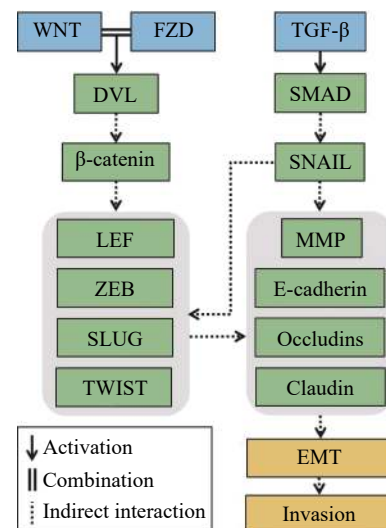 WNT
FZD
TGF-β
DVL
SMAD
β-catenin
SNAIL
LEF
ZEB
SLUG
TWIST
MMP
E-cadherin
Occludins
Claudin
Activation
Combination
Indirect interaction
EMT
Invasion